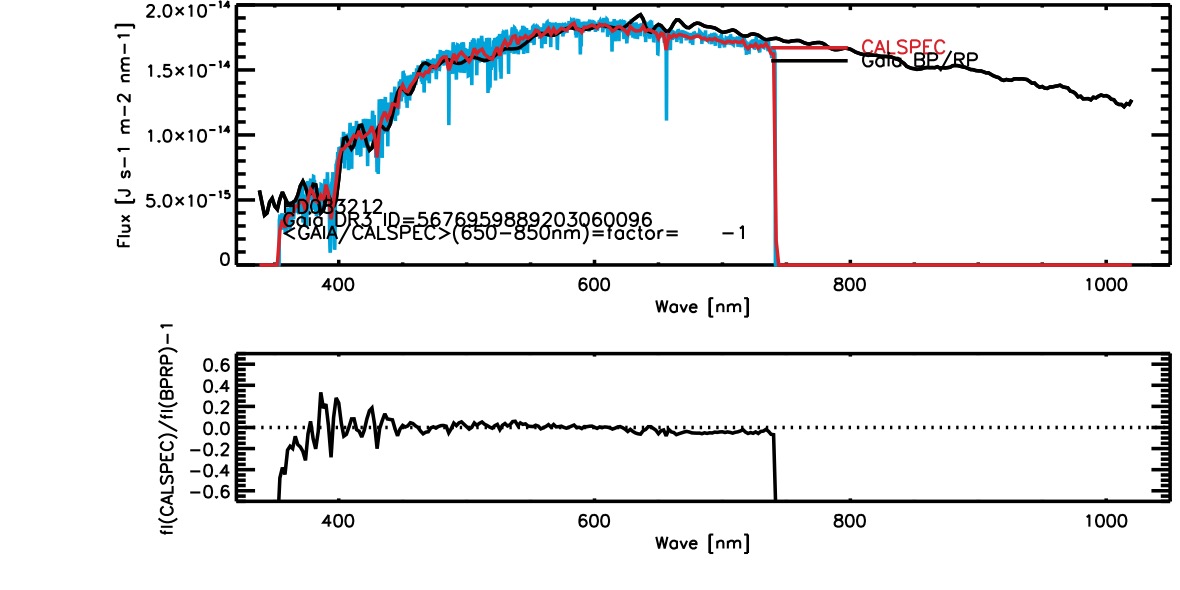 2.0×10−14
1.5×10−14
1.0×10−14
5.0×10−15
0
Flux [J s−1 m−2 nm−1]
CALSPEC
Gaia BP/RP
Gaia DR3 ID=5676959889203060096
<GAIA/CALSPEC>(650−850nm)=factor= −1
400 600 800 1000
Wave [nm]
fl(CALSPEC)/fl(BPRP)−1
0.6
0.4
0.2
0.0
−0.2
−0.4
−0.6
400 600 800 1000
Wave [nm]